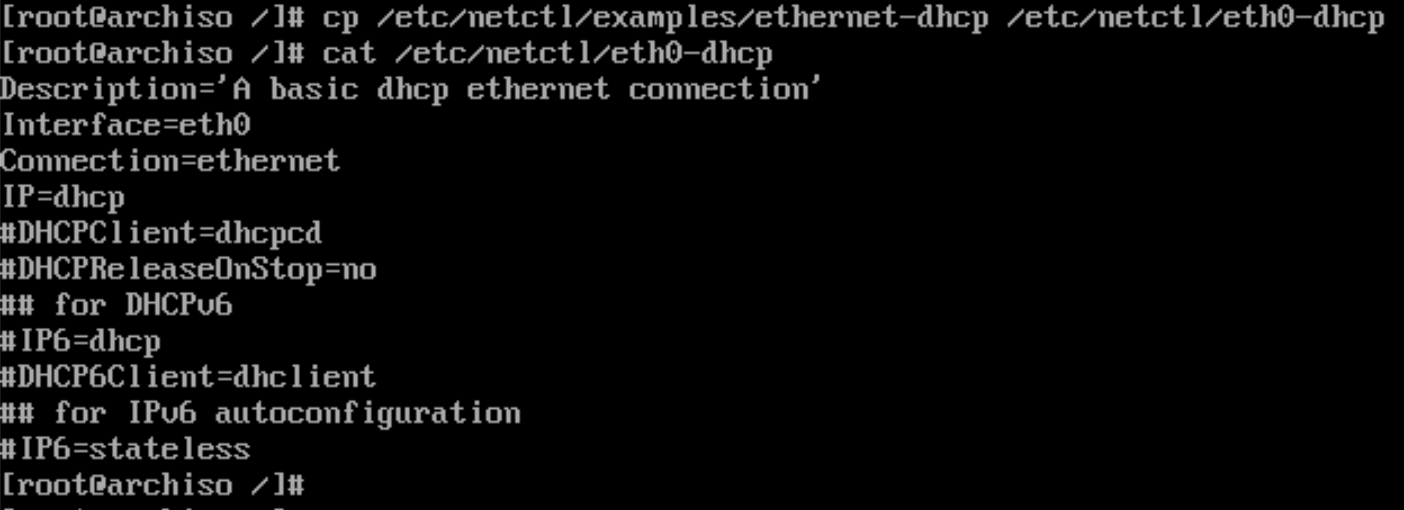 [root@archiso /]# cp /etc/netctl/examples/ethernet-dhcp /etc/netctl/eth0-dhcp
[root@archiso /]# cat /etc/netctl/eth0-dhcp
Description='A basic dhcp ethernet connection'
Interface=eth0
Connection=ethernet
IP=dhcp
#DHCPClient=dhcpcd
#DHCPReleaseOnStop=no
## for DHCPv6
#IP6=dhcp
#DHCP6Client=dhclient
## for IPv6 autoconfiguration
#IP6=stateless
[root@archiso /]#